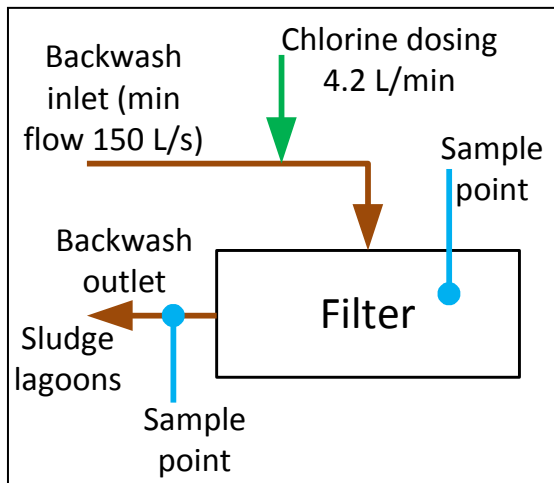 Backwash
inlet (min
flow 150 L/s)
Chlorine dosing
4.2 L/min
Sample
point
Backwash
outlet
Filter
Sludge
lagoons
Sample
point